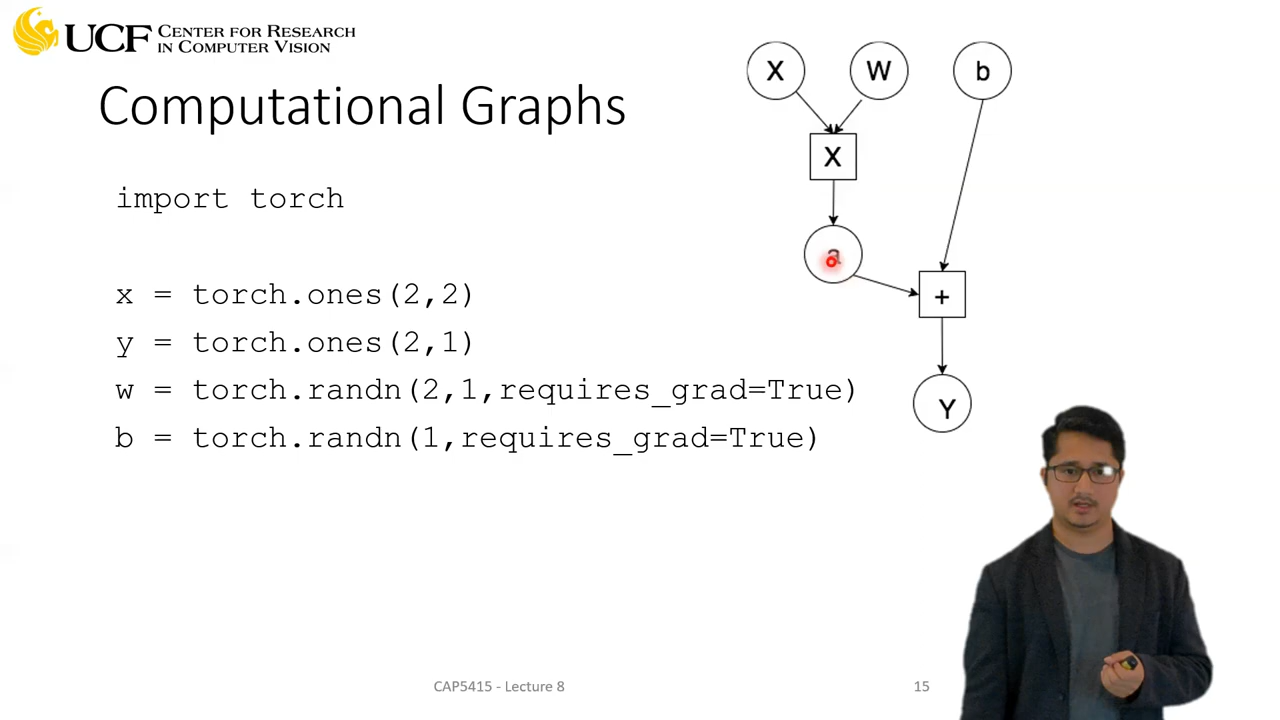 UCF CENTER FOR RESEARCH
IN COMPUTER VISION
Computational Graphs
import torch
x = torch.ones(2,2)
y = torch.ones(2,1)
w = torch.randn(2,1,requires_grad=True)
b = torch.randn(1,requires_grad=True)
X W b
X
a
+
Y
CAP5415 - Lecture 8 15